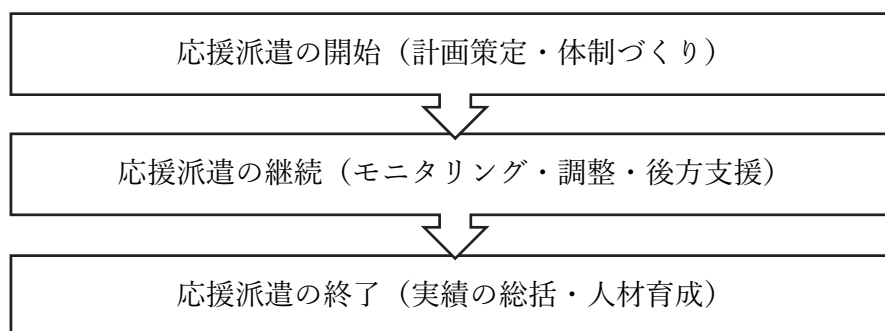 応援派遣の開始（計画策定・体制づくり）
応援派遣の継続（モニタリング・調整・後方支援）
応援派遣の終了（実績の総括・人材育成）